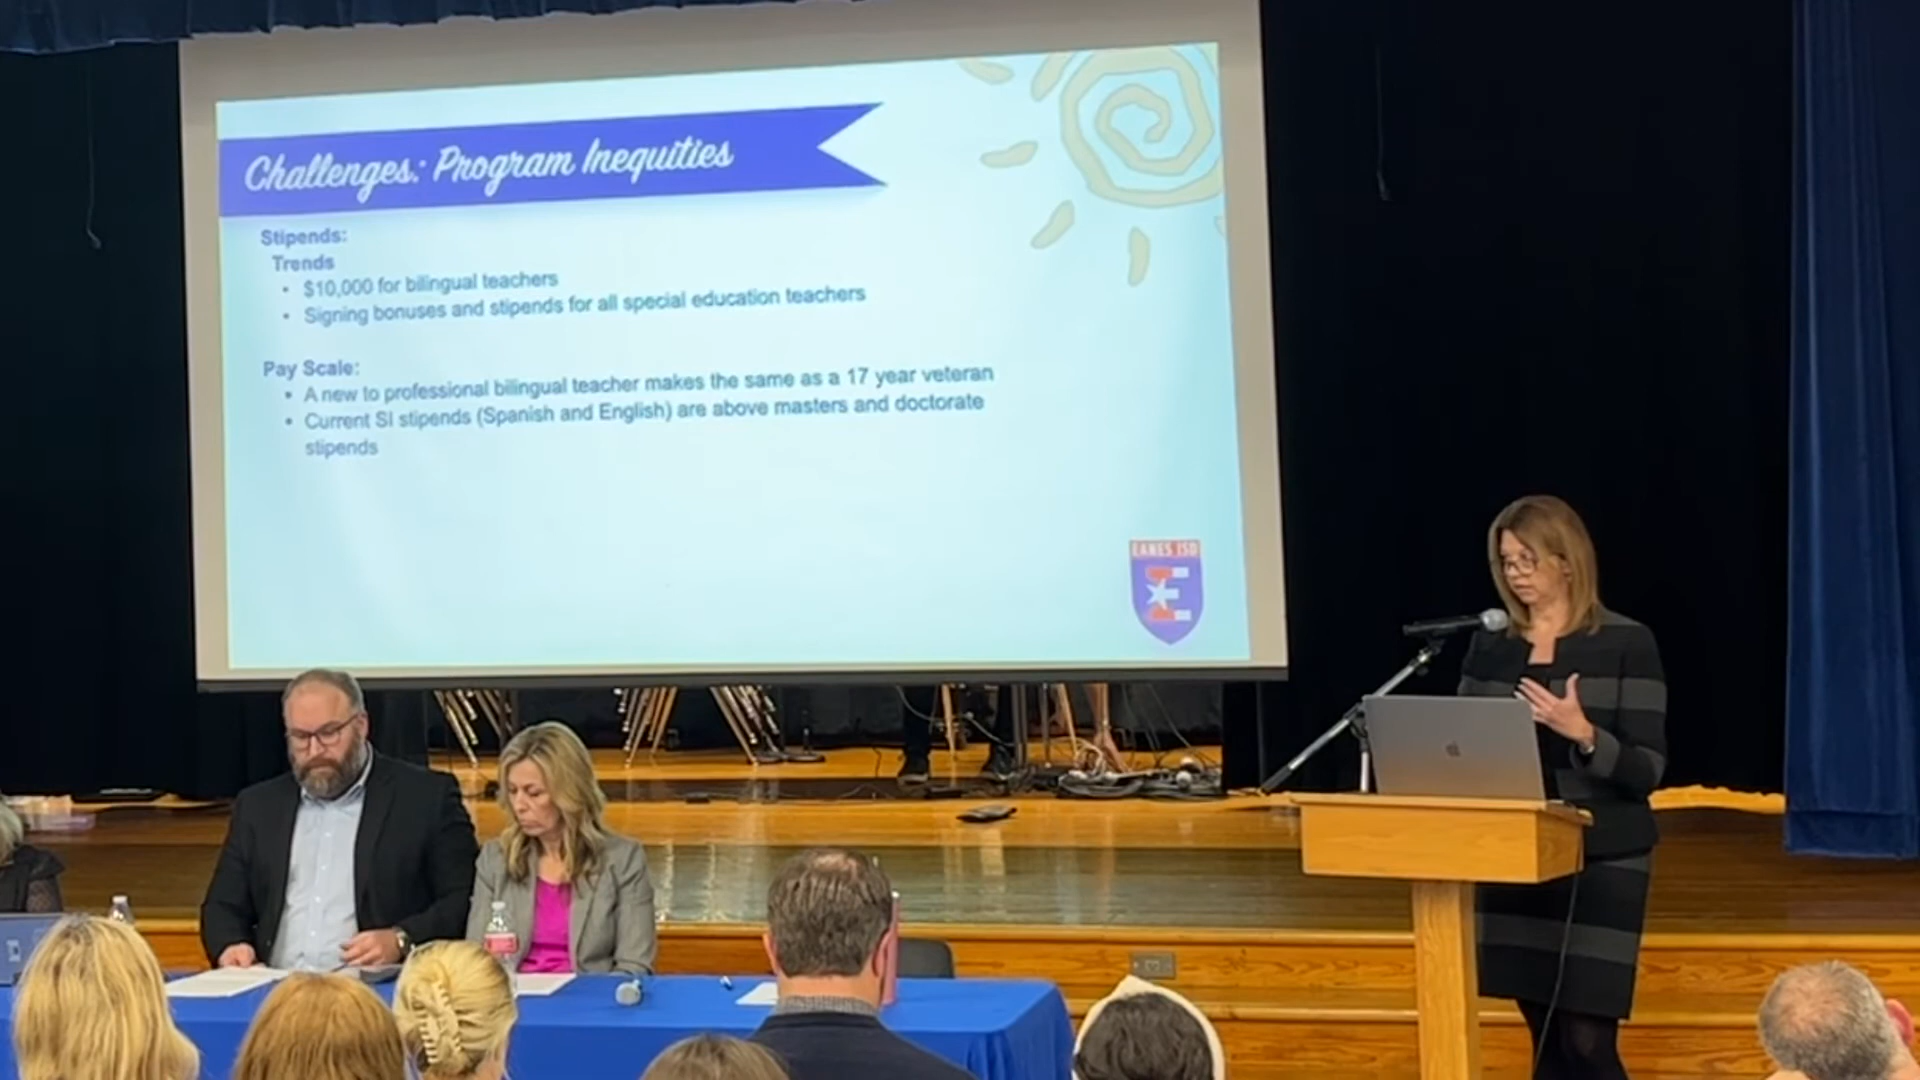 Challenges: Program Inequities
Stipends:
Trends
• $10,000 for bilingual teachers
• Signing bonuses and stipends for all special education teachers
Pay Scale:
• A new to professional bilingual teacher makes the same as a 17 year veteran
• Current SI stipends (Spanish and English) are above masters and doctorate
stipends
EANES ISD
E